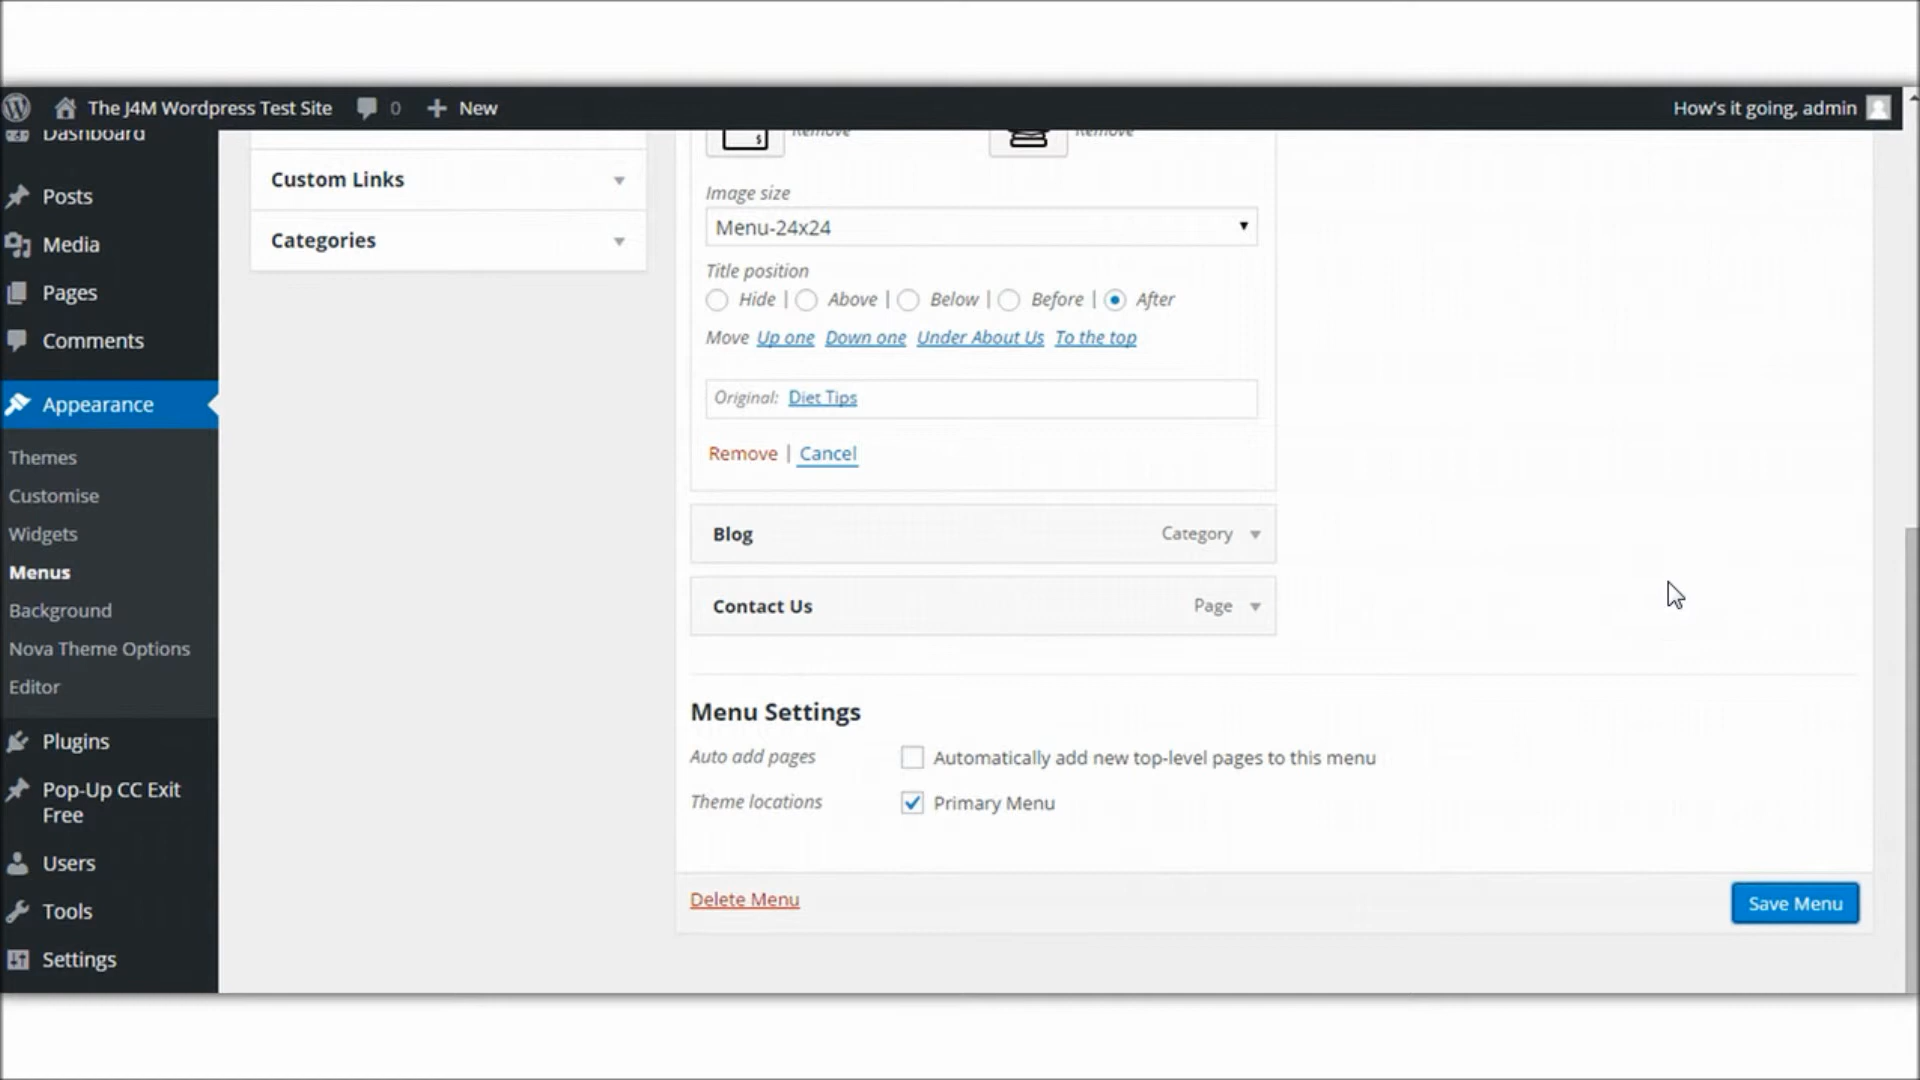 The J4M Wordpress Test Site 0 New How's it going, admin
Dashboard
Posts
Media
Pages
Comments
Appearance
Themes
Customise
Widgets
Menus
Background
Nova Theme Options
Editor
Plugins
Pop-Up CC Exit
Free
Users
Tools
Settings
Custom Links
Categories
Remove Remove
Image size
Menu-24x24
Title position
Hide | Above | Below | Before | After
Move Up one Down one Under About Us To the top
Original: Diet Tips
Remove | Cancel
Blog Category
Contact Us Page
Menu Settings
Auto add pages Automatically add new top-level pages to this menu
Theme locations Primary Menu
Delete Menu Save Menu